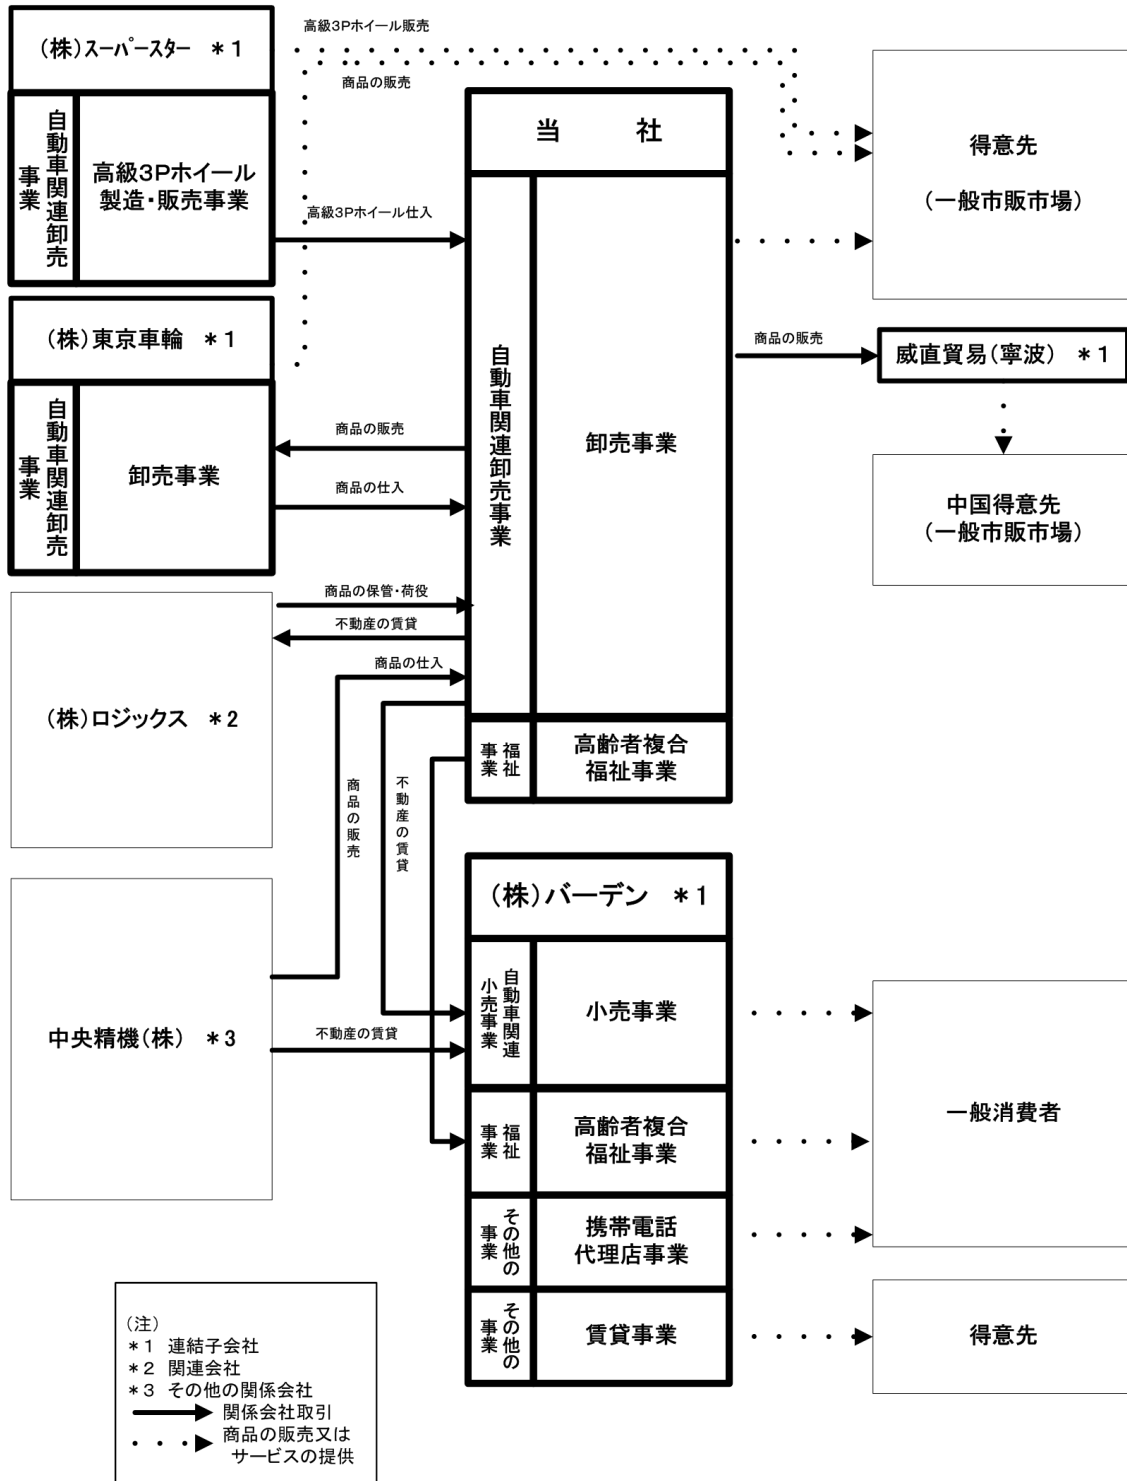 (株)スーパースター ＊1
自動車関連卸売
事業
高級3Pホイール
製造・販売事業
高級3Pホイール販売
商品の販売
高級3Pホイール仕入
(株)東京車輪 ＊1
自動車関連卸売
事業
卸売事業
商品の販売
商品の仕入
当 社
自動車関連卸売事業
卸売事業
福祉
事業
高齢者複合
福祉事業
得意先
(一般市販市場)
商品の販売
威直貿易(寧波) ＊1
中国得意先
(一般市販市場)
商品の保管・荷役
不動産の賃貸
商品の仕入
(株)ロジックス ＊2
商品の販売
不動産の賃貸
中央精機(株) ＊3
不動産の賃貸
(株)バーデン ＊1
自動車関連
小売事業
小売事業
福祉
事業
高齢者複合
福祉事業
その他の
事業
携帯電話
代理店事業
その他の
事業
賃貸事業
一般消費者
得意先
(注)
＊1 連結子会社
＊2 関連会社
＊3 その他の関係会社
関係会社取引
商品の販売又は
サービスの提供